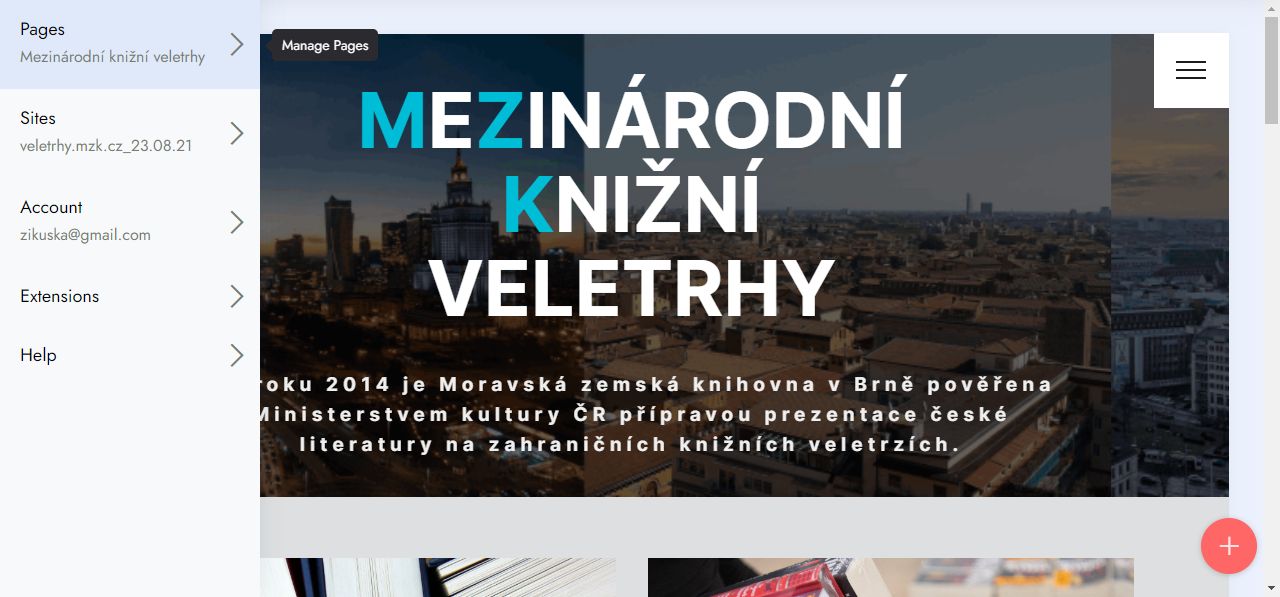 Pages
Mezinárodní knižní veletrhy
Manage Pages
Sites
veletrhy.mzk.cz_23.08.21
Account
zikuska@gmail.com
Extensions
Help
MEZINÁRODNÍ
KNIŽNÍ
VELETRHY
roku 2014 je Moravská zemská knihovna v Brně pověřena
Ministerstvem kultury ČR přípravou prezentace české
literatury na zahraničních knižních veletrzích.